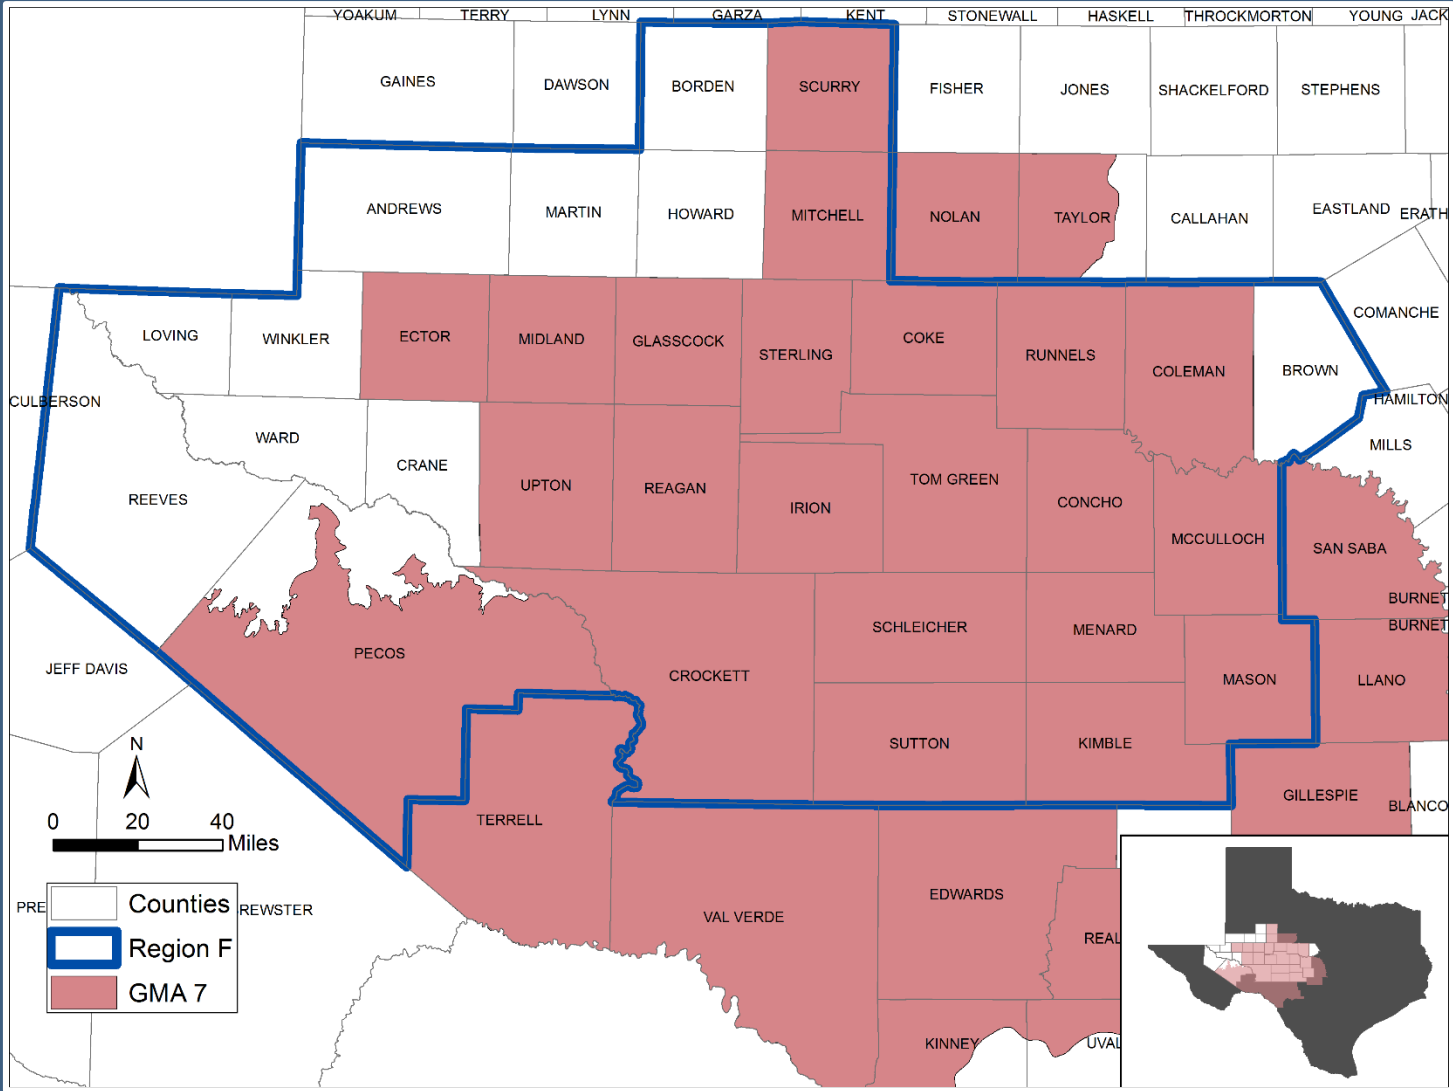 YOAKUM TERRY LYNN GARZA KENT STONEWALL HASKELL THROCKMORTON YOUNG JACK
GAINES DAWSON BORDEN SCURRY FISHER JONES SHACKELFORD STEPHENS
ANDREWS MARTIN HOWARD MITCHELL NOLAN TAYLOR CALLAHAN EASTLAND ERATH
LOVING WINKLER ECTOR MIDLAND GLASSCOCK STERLING COKE RUNNELS COLEMAN BROWN COMANCHE
CULBERSON HAMILTON
WARD CRANE MILLS
REEVES UPTON REAGAN IRION TOM GREEN CONCHO MCCULLOCH SAN SABA
BURNET
BURNET
JEFF DAVIS PECOS CROCKETT SCHLEICHER MENARD MASON LLANO
SUTTON KIMBLE
GILLESPIE BLANCO
TERRELL
N
0 20 40
Miles
VAL VERDE EDWARDS REAL
PRE REWSTER
KINNEY UVAL
Counties
Region F
GMA 7